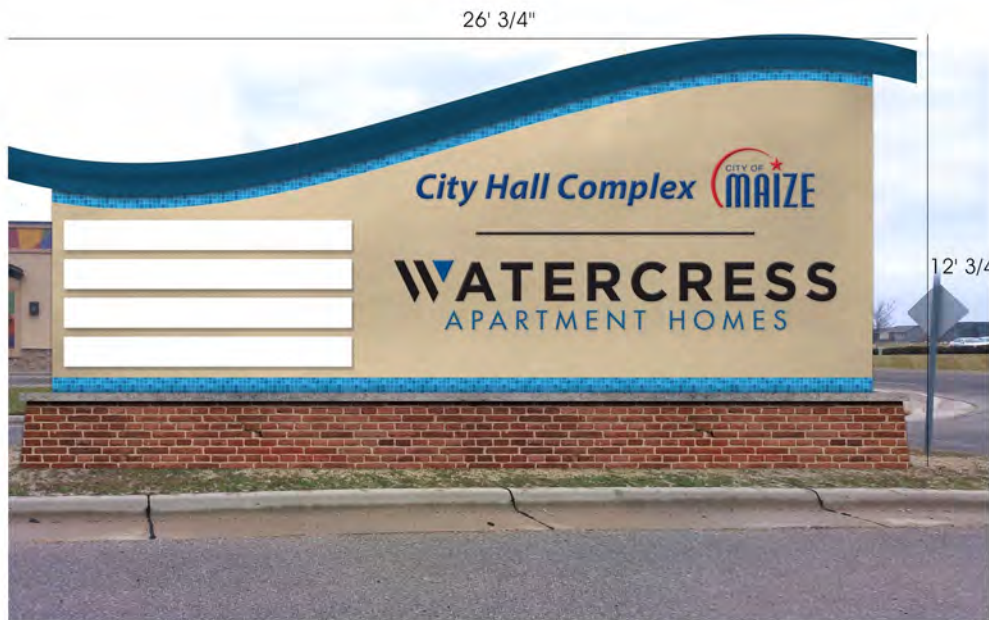 26' 3/4"
City Hall Complex
CITY OF
MAIZE
12' 3/4
WATERCRESS
APARTMENT HOMES